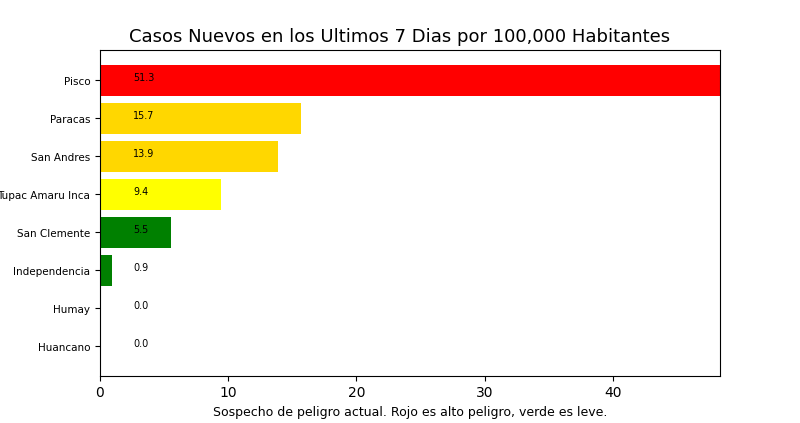 Casos Nuevos en los Ultimos 7 Dias por 100,000 Habitantes
Pisco 51.3
Paracas 15.7
San Andres 13.9
Tupac Amaru Inca 9.4
San Clemente 5.5
Independencia 0.9
Humay 0.0
Huancano 0.0
0 10 20 30 40
Sospecho de peligro actual. Rojo es alto peligro, verde es leve.